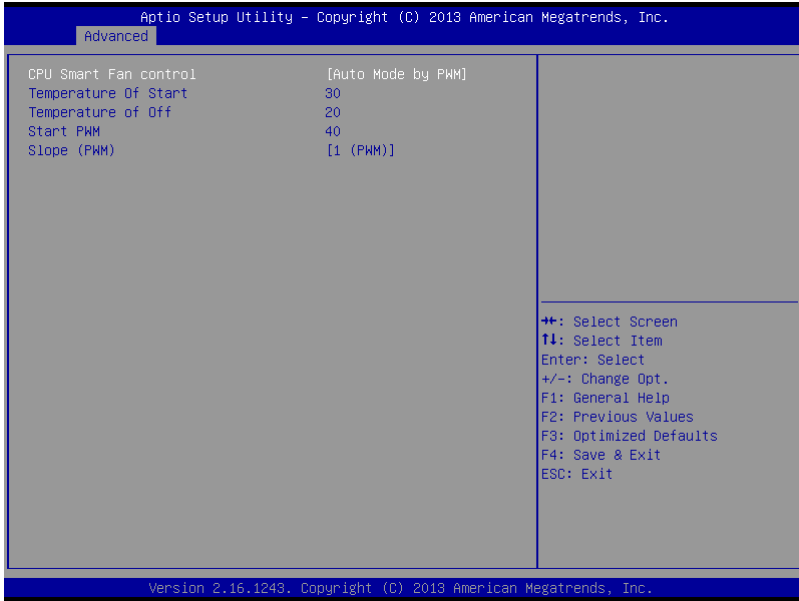 Aptio Setup Utility – Copyright (C) 2013 American Megatrends, Inc.
Advanced
CPU Smart Fan control [Auto Mode by PWM]
Temperature Of Start 30
Temperature of Off 20
Start PWM 40
Slope (PWM) [1 (PWM)]
→←: Select Screen
↑↓: Select Item
Enter: Select
+/-: Change Opt.
F1: General Help
F2: Previous Values
F3: Optimized Defaults
F4: Save & Exit
ESC: Exit
Version 2.16.1243. Copyright (C) 2013 American Megatrends, Inc.